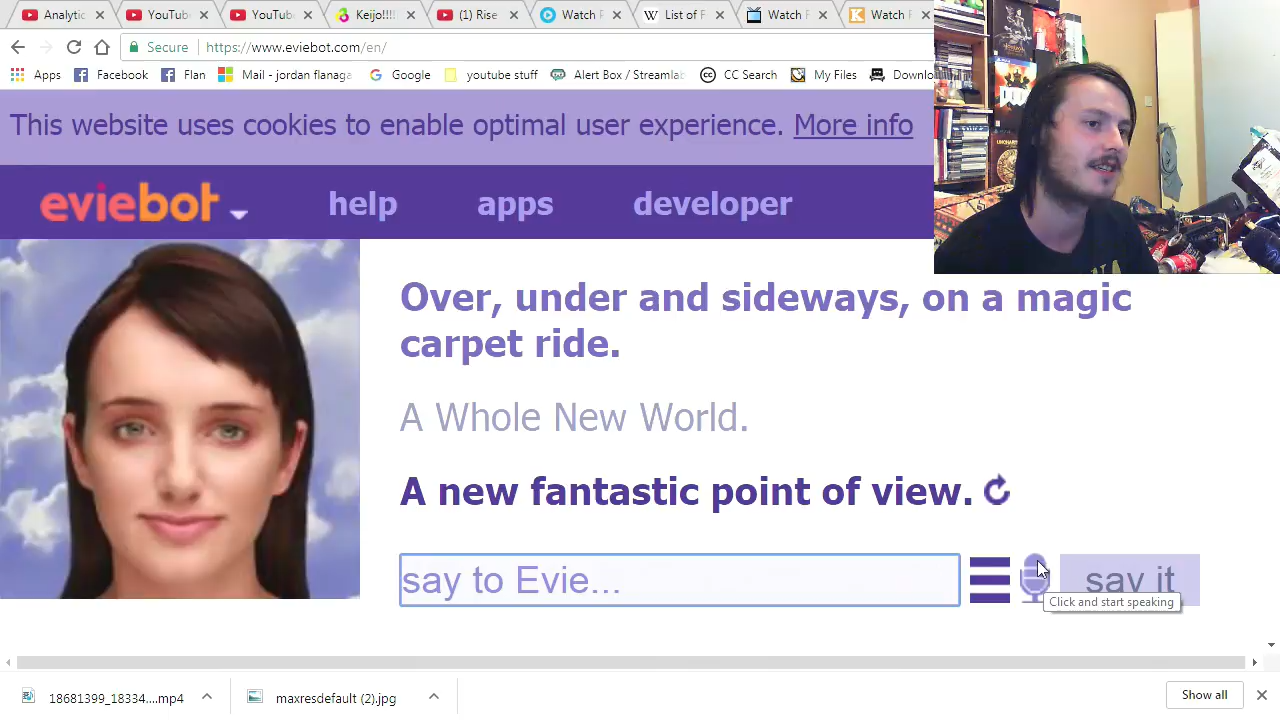 Analytic
YouTube
YouTube
Keijo!!!!
(1) Rise
Watch
List of F
Watch F
Watch
Secure https://www.eviebot.com/en/
Apps Facebook Flan Mail - jordan flanaga Google youtube stuff Alert Box / Streamlab CC Search My Files Downlo
This website uses cookies to enable optimal user experience. More info
eviebot help apps developer
Over, under and sideways, on a magic
carpet ride.
A Whole New World.
A new fantastic point of view.
say to Evie...
say it
Click and start speaking
18681399_18334....mp4
maxresdefault (2).jpg
Show all